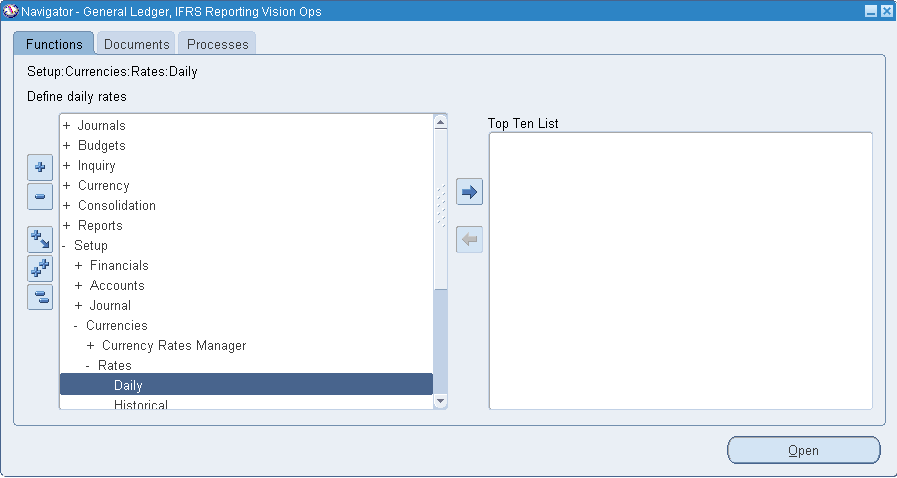 Navigator - General Ledger, IFRS Reporting Vision Ops
Functions
Documents
Processes
Setup:Currencies:Rates:Daily
Define daily rates
+ Journals
+ Budgets
+ Inquiry
+ Currency
+ Consolidation
+ Reports
- Setup
+ Financials
+ Accounts
+ Journal
- Currencies
+ Currency Rates Manager
- Rates
Daily
Historical
Top Ten List
Open